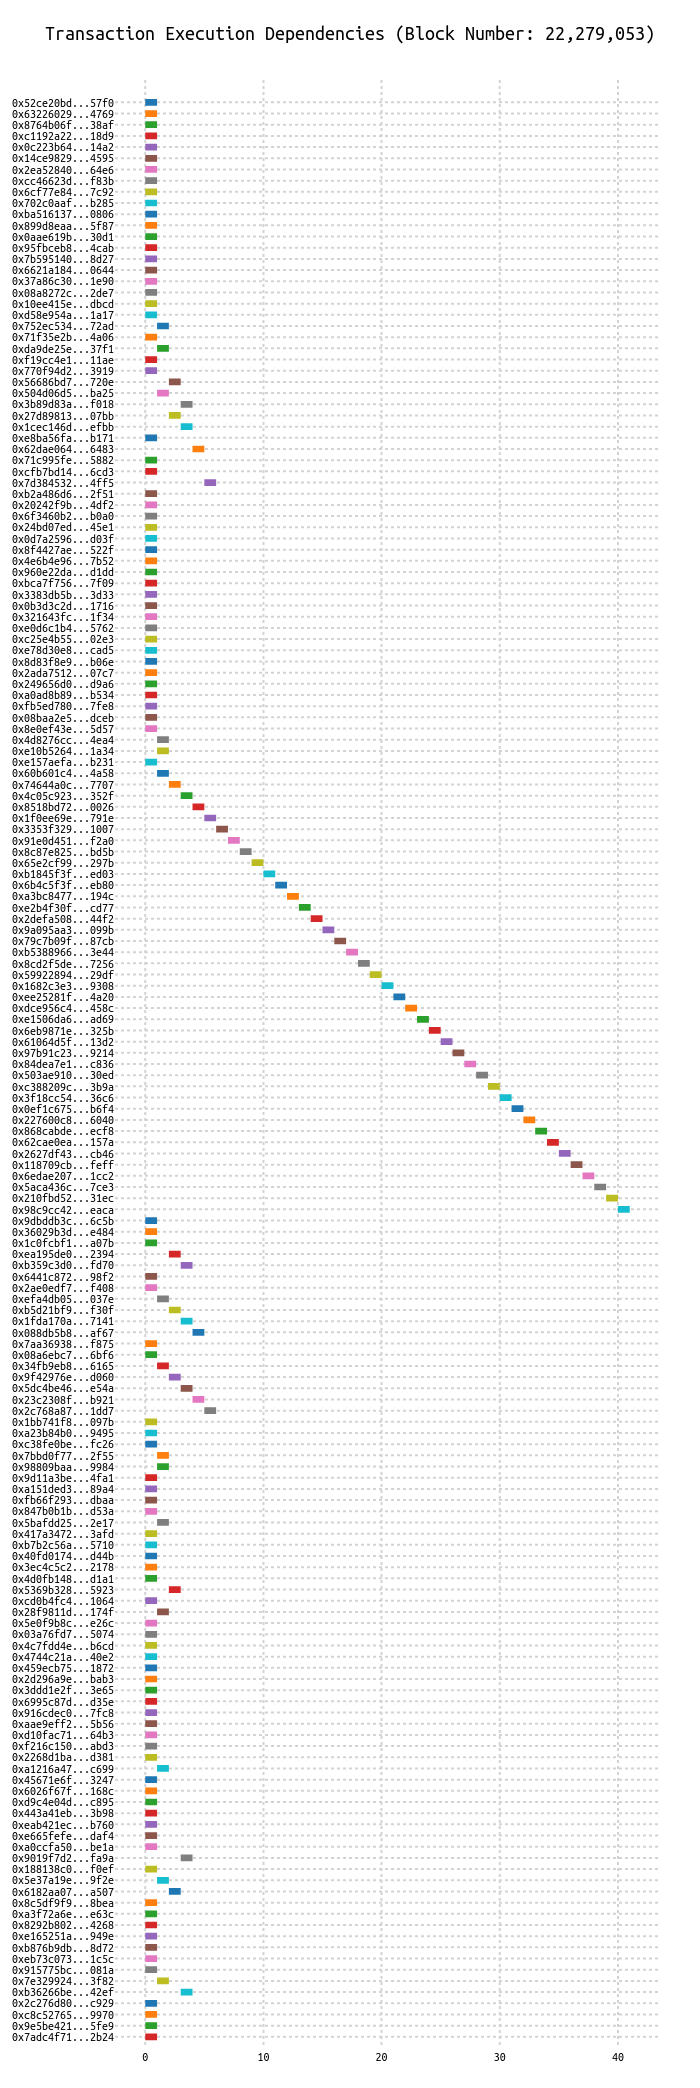 Transaction Execution Dependencies (Block Number: 22,279,053)
0x52ce20bd...57f0
0x63226029...4769
0x8764b06f...38af
0xc1192a22...18d9
0x0c223b64...14a2
0x14ce9829...4595
0x2ea52840...64e6
0xcc46623d...f83b
0x6cf77e84...7c92
0x702c0aaf...b285
0xba516137...0806
0x899d8eaa...5f87
0x0aae619b...30d1
0x95fbceb8...4cab
0x7b595140...8d27
0x6621a184...0644
0x37a86c30...1e90
0x08a8272c...2de7
0x10ee415e...dbcd
0xd58e954a...1a17
0x752ec534...72ad
0x71f35e2b...4a06
0xda9de25e...37f1
0xf19cc4e1...11ae
0x770f94d2...3919
0x56686bd7...720e
0x504d06d5...ba25
0x3b89d83a...f018
0x27d89813...07bb
0x1cec146d...efbb
0xe8ba56fa...b171
0x62dae064...6483
0x71c995fe...5882
0xcfb7bd14...6cd3
0x7d384532...4ff5
0xb2a486d6...2f51
0x20242f9b...4df2
0x6f3460b2...b0a0
0x24bd07ed...45e1
0x0d7a2596...d03f
0x8f4427ae...522f
0x4e6b4e96...7b52
0x960e22da...d1dd
0xbca7f756...7f09
0x3383db5b...3d33
0x0b3d3c2d...1716
0x321643fc...1f34
0xe0d6c1b4...5762
0xc25e4b55...02e3
0xe78d30e8...cad5
0x8d83f8e9...b06e
0x2ada7512...07c7
0x249656d0...d9a6
0xa0ad8b89...b534
0xfb5ed780...7fe8
0x08baa2e5...dceb
0x8e0ef43e...5d57
0x4d8276cc...4ea4
0xe10b5264...1a34
0xe157aefa...b231
0x60b601c4...4a58
0x74644a0c...7707
0x4c05c923...352f
0x8518bd72...0026
0x1f0ee69e...791e
0x3353f329...1007
0x91e0d451...f2a0
0x8c87e825...bd5b
0x65e2cf99...297b
0xb1845f3f...ed03
0x6b4c5f3f...eb80
0xa3bc8477...194c
0xe2b4f30f...cd77
0x2defa508...44f2
0x9a095aa3...099b
0x79c7b09f...87cb
0xb5388966...3e44
0x8cd2f5de...7256
0x59922894...29df
0x1682c3e3...9308
0xee25281f...4a20
0xdce956c4...458c
0xe1506da6...ad69
0x6eb9871e...325b
0x61064d5f...13d2
0x97b91c23...9214
0x84dea7e1...c836
0x503ae910...30ed
0xc388209c...3b9a
0x3f18cc54...36c6
0x0ef1c675...b6f4
0x227600c8...6040
0x868cabde...ecf8
0x62cae0ea...157a
0x2627df43...cb46
0x118709cb...feff
0x6edae207...1cc2
0x5aca436c...7ce3
0x210fbd52...31ec
0x98c9cc42...eaca
0x9dbddb3c...6c5b
0x36029b3d...e484
0x1c0fcbf1...a07b
0xea195de0...2394
0xb359c3d0...fd70
0x6441c872...98f2
0x2ae0edf7...f408
0xefa4db05...037e
0xb5d21bf9...f30f
0x1fda170a...7141
0x088db5b8...af67
0x7aa36938...f875
0x08a6ebc7...6bf6
0x34fb9eb8...6165
0x9f42976e...d060
0x5dc4be46...e54a
0x23c2308f...b921
0x2c768a87...1dd7
0x1bb741f8...097b
0xa23b84b0...9495
0xc38fe0be...fc26
0x7bbd0f77...2f55
0x98809baa...9984
0x9d11a3be...4fa1
0xa151ded3...89a4
0xfb66f293...dbaa
0x847b0b1b...d53a
0x5bafdd25...2e17
0x417a3472...3afd
0xb7b2c56a...5710
0x40fd0174...d44b
0x3ec4c5c2...2178
0x4d0fb148...d1a1
0x5369b328...5923
0xcd0b4fc4...1064
0x28f9811d...174f
0x5e0f9b8c...e26c
0x03a76fd7...5074
0x4c7fdd4e...b6cd
0x4744c21a...40e2
0x459ecb75...1872
0x2d296a9e...bab3
0x3ddd1e2f...3e65
0x6995c87d...d35e
0x916cdec0...7fc8
0xaae9eff2...5b56
0xd10fac71...64b3
0xf216c150...abd3
0x2268d1ba...d381
0xa1216a47...c699
0x45671e6f...3247
0x6026f67f...168c
0xd9c4e04d...c895
0x443a41eb...3b98
0xeab421ec...b760
0xe665fefe...daf4
0xa0ccfa50...be1a
0x9019f7d2...fa9a
0x188138c0...f0ef
0x5e37a19e...9f2e
0x6182aa07...a507
0x8c5df9f9...8bea
0xa3f72a6e...e63c
0x8292b802...4268
0xe165251a...949e
0xb876b9db...8d72
0xeb73c073...1c5c
0x915775bc...081a
0x7e329924...3f82
0xb36266be...42ef
0x2c276d80...c929
0xc8c52765...9970
0x9e5be421...5fe9
0x7adc4f71...2b24
0 10 20 30 40